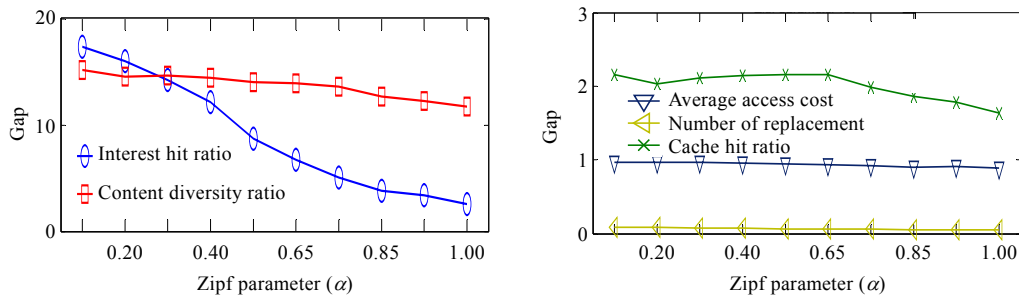 20
10
0
Gap
Interest hit ratio
Content diversity ratio
0.20 0.40 0.65 0.85 1.00
Zipf parameter (α)
3
2
1
0
Gap
Average access cost
Number of replacement
Cache hit ratio
0.20 0.40 0.65 0.85 1.00
Zipf parameter (α)